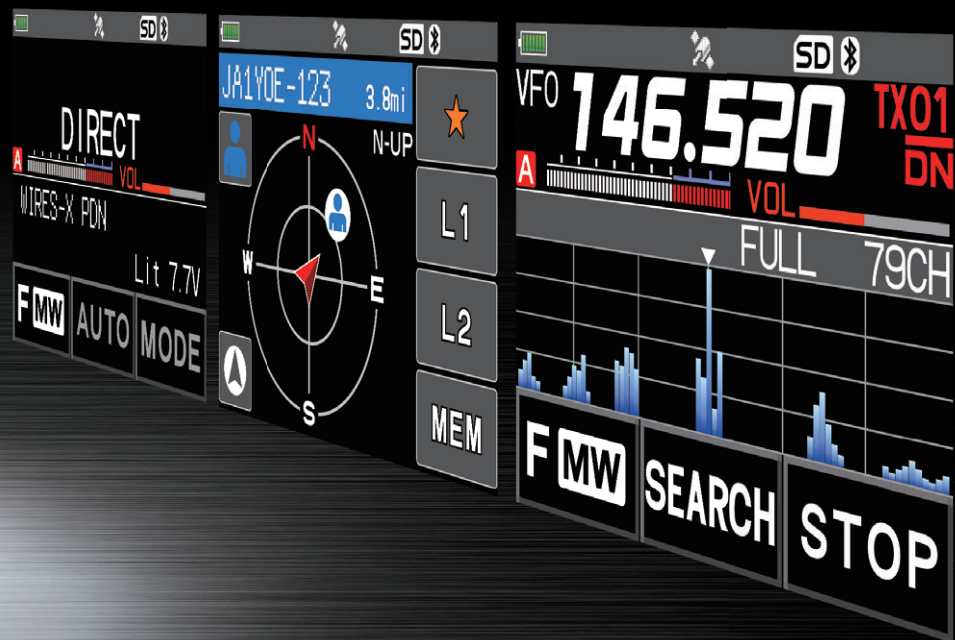 SD
DIRECT
A
VOL
WIRES-X PDN
Lit 7.7V
F MW AUTO MODE
SD
JA1YOE-123 3.8mi
N-UP
N
W
E
S
L1
L2
MEM
SD
VFO 146.520 TX01
DN
A
VOL
FULL 79CH
F MW SEARCH STOP